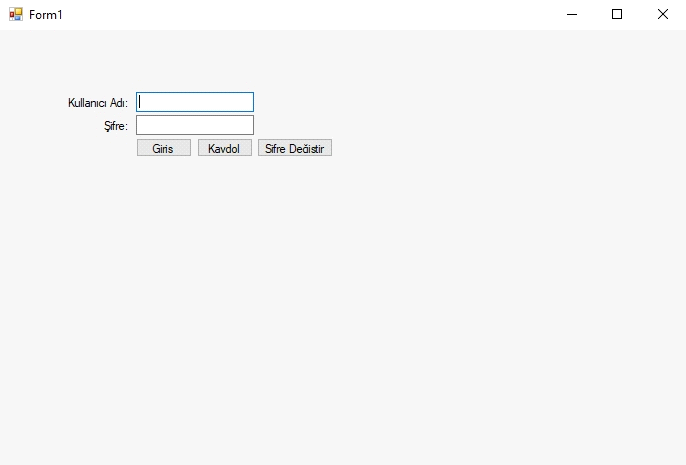 Form1
Kullanıcı Adı:
Şifre:
Giris Kaydol Sifre Değistir